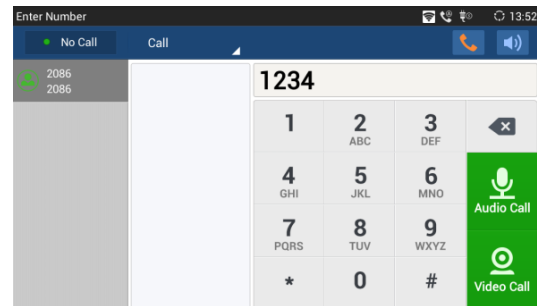 Enter Number
13:52
No Call
Call
2086
2086
1234
1
2
ABC
3
DEF
4
GHI
5
JKL
6
MNO
Audio Call
7
PQRS
8
TUV
9
WXYZ
*
0
#
Video Call